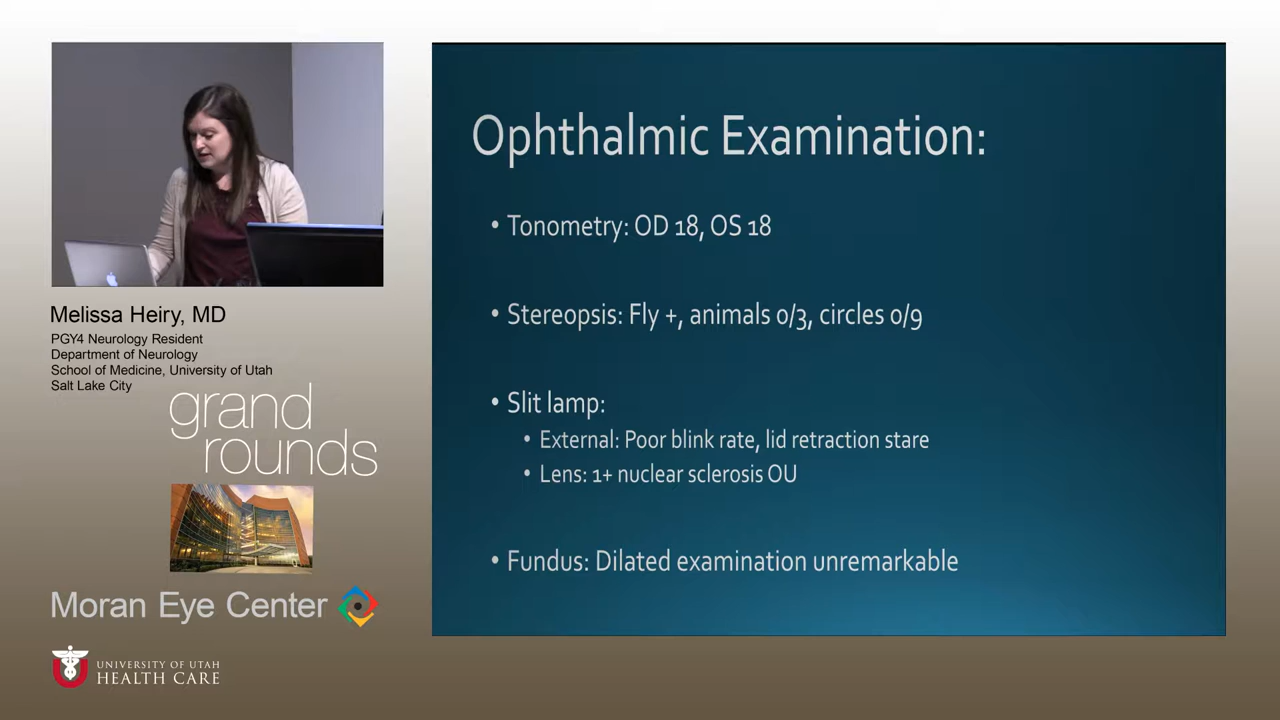 Melissa Heiry, MD
PGY4 Neurology Resident
Department of Neurology
School of Medicine, University of Utah
Salt Lake City
grand
rounds
Moran Eye Center
UNIVERSITY OF UTAH
HEALTH CARE
Ophthalmic Examination:
• Tonometry: OD 18, OS 18
• Stereopsis: Fly +, animals 0/3, circles 0/9
• Slit lamp:
• External: Poor blink rate, lid retraction stare
• Lens: 1+ nuclear sclerosis OU
• Fundus: Dilated examination unremarkable